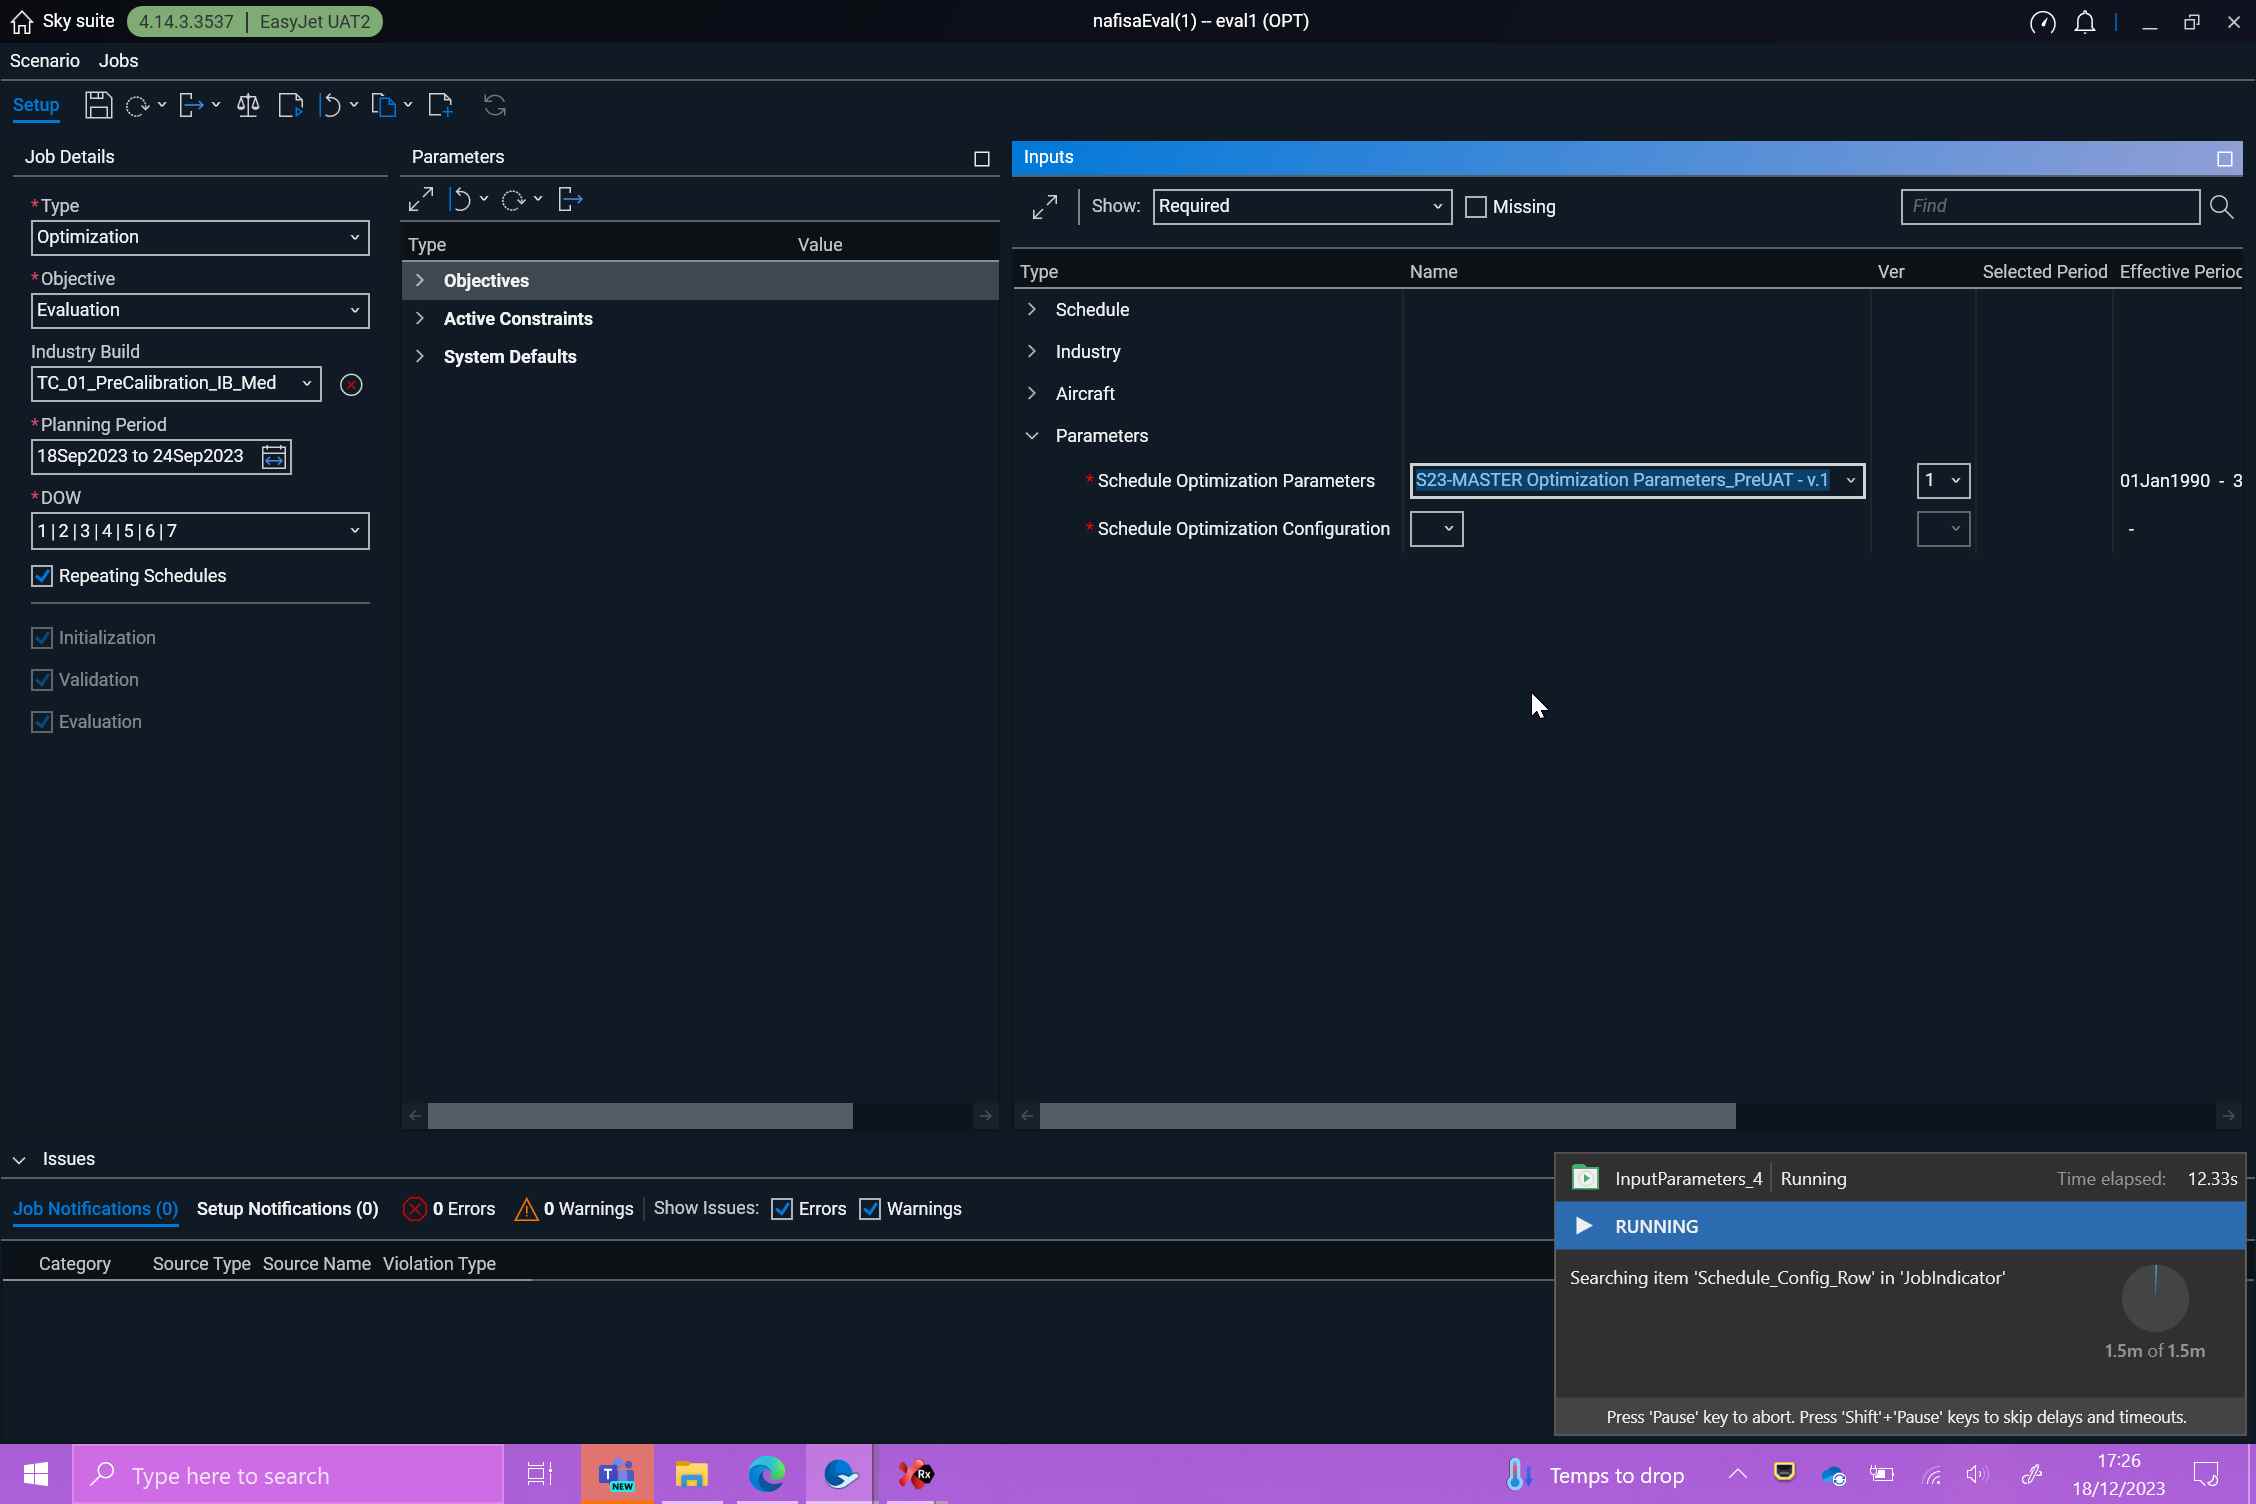 Sky suite 4.14.3.3537 | EasyJet UAT2 nafisaEval(1) -- eval1 (OPT)
Scenario Jobs
Setup
Job Details
*Type
Optimization
*Objective
Evaluation
Industry Build
TC_01_PreCalibration_IB_Med
*Planning Period
18Sep2023 to 24Sep2023
*DOW
1|2|3|4|5|6|7
Repeating Schedules
Initialization
Validation
Evaluation
Parameters
Type Value
Objectives
Active Constraints
System Defaults
Inputs
Show: Required Missing Find
Type Name Ver Selected Period Effective Perioc
Schedule
Industry
Aircraft
Parameters
* Schedule Optimization Parameters S23-MASTER Optimization Parameters_PreUAT - v.1 1 01Jan1990 - 3
* Schedule Optimization Configuration -
Issues
Job Notifications (0) Setup Notifications (0) 0 Errors 0 Warnings Show Issues: Errors Warnings
Category Source Type Source Name Violation Type
InputParameters_4 | Running Time elapsed: 12.33s
RUNNING
Searching item 'Schedule_Config_Row' in 'JobIndicator'
1.5m of 1.5m
Press 'Pause' key to abort. Press 'Shift'+'Pause' keys to skip delays and timeouts.
Type here to search
T
NEW
Rx
Temps to drop
17:26
18/12/2023